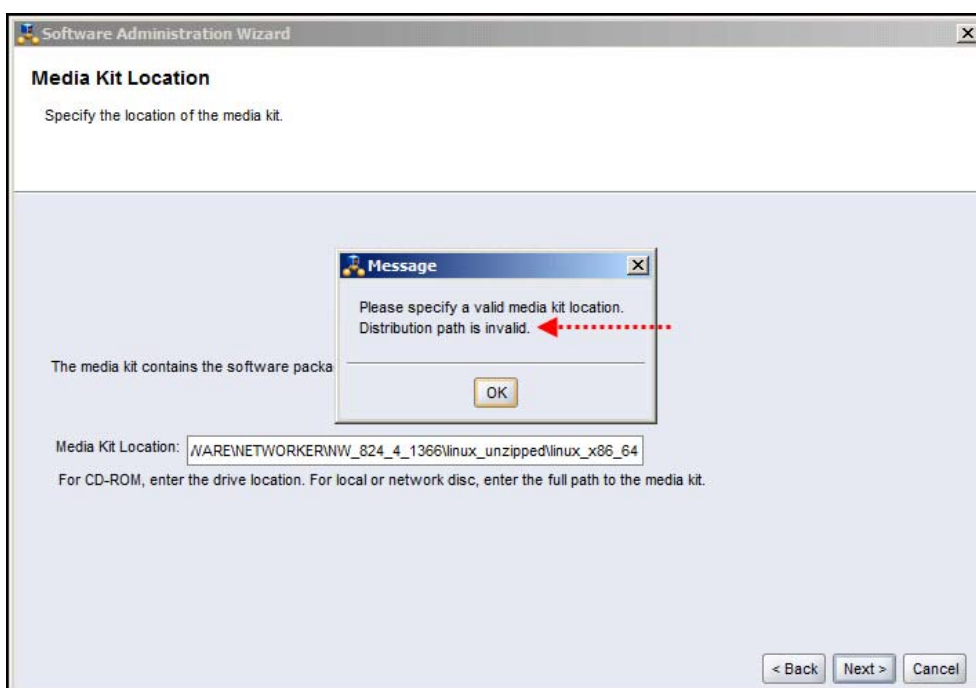 Software Administration Wizard
Media Kit Location
Specify the location of the media kit.
Message
Please specify a valid media kit location.
Distribution path is invalid.
OK
The media kit contains the software packa
Media Kit Location: WARE\NETWORKER\NW_824_4_1366\linux_unzipped\linux_x86_64
For CD-ROM, enter the drive location. For local or network disc, enter the full path to the media kit.
< Back Next > Cancel